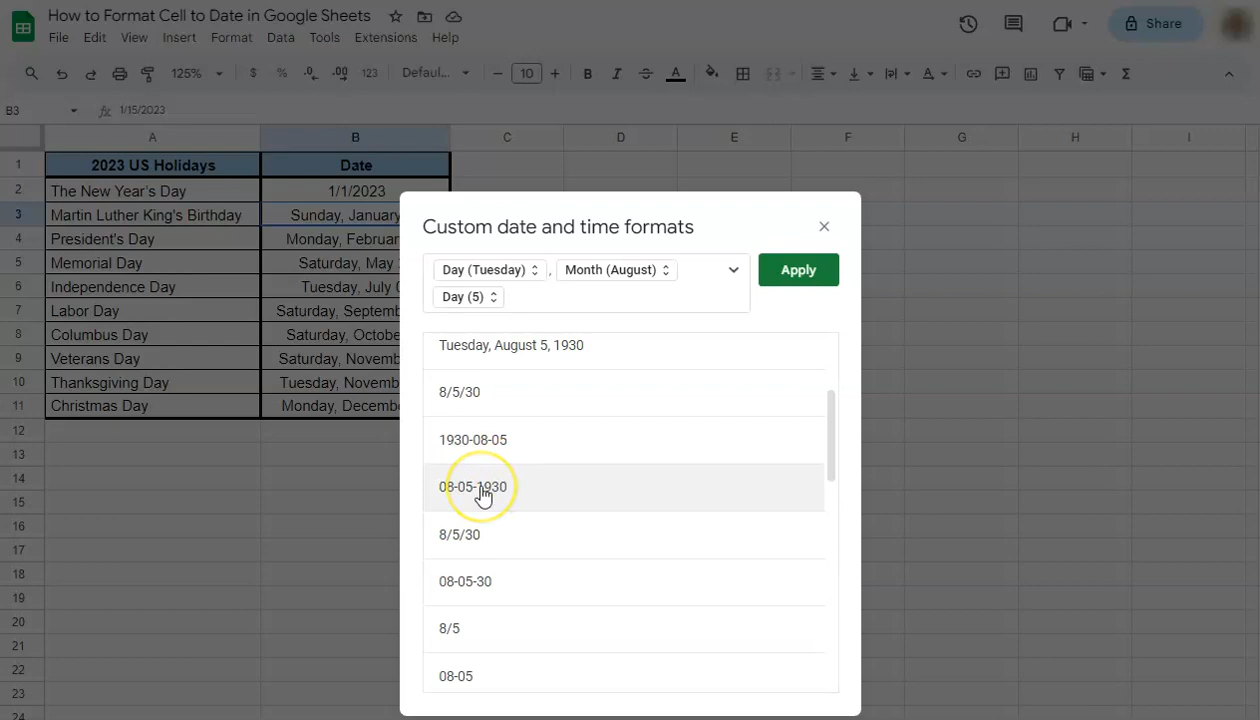 How to Format Cell to Date in Google Sheets
File Edit View Insert Format Data Tools Extensions Help
Share
125% $ % .0 .00 123 Defaul... 10 B I S A
B3 fx 1/15/2023
A B C D E F G H I
1 2023 US Holidays Date
2 The New Year's Day 1/1/2023
3 Martin Luther King's Birthday Sunday, January
4 President's Day Monday, Februar
5 Memorial Day Saturday, May
6 Independence Day Tuesday, July 0
7 Labor Day Saturday, Septemb
8 Columbus Day Saturday, Octobe
9 Veterans Day Saturday, Novemb
10 Thanksgiving Day Tuesday, Novemb
11 Christmas Day Monday, Decembe
12
13
14
15
16
17
18
19
20
21
22
23
24
Custom date and time formats
Day (Tuesday) , Month (August)
Day (5)
Apply
Tuesday, August 5, 1930
8/5/30
1930-08-05
08-05-1930
8/5/30
08-05-30
8/5
08-05